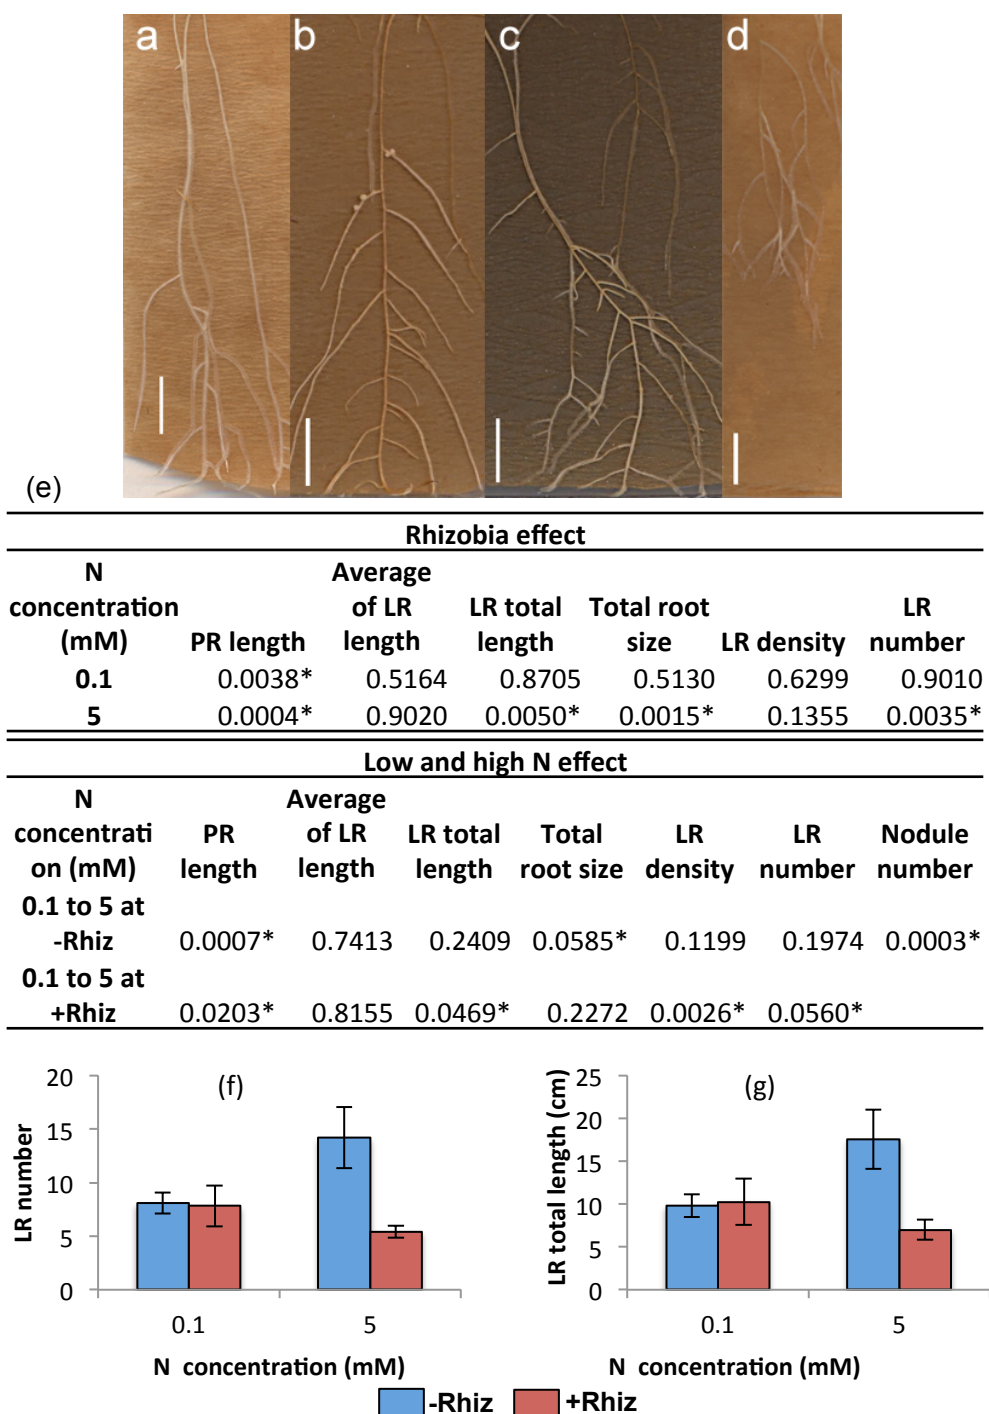 a b c d
(e)
Rhizobia effect
N concentration (mM) PR length Average of LR length LR total length Total root size LR density LR number
0.1 0.0038* 0.5164 0.8705 0.5130 0.6299 0.9010
5 0.0004* 0.9020 0.0050* 0.0015* 0.1355 0.0035*
Low and high N effect
N concentrati on (mM) PR length Average of LR length LR total length Total root size LR density LR number Nodule number
0.1 to 5 at -Rhiz 0.0007* 0.7413 0.2409 0.0585* 0.1199 0.1974 0.0003*
0.1 to 5 at +Rhiz 0.0203* 0.8155 0.0469* 0.2272 0.0026* 0.0560*
(f)
LR number
20
15
10
5
0
0.1 5
N concentration (mM)
(g)
LR total length (cm)
25
20
15
10
5
0
0.1 5
N concentration (mM)
-Rhiz +Rhiz